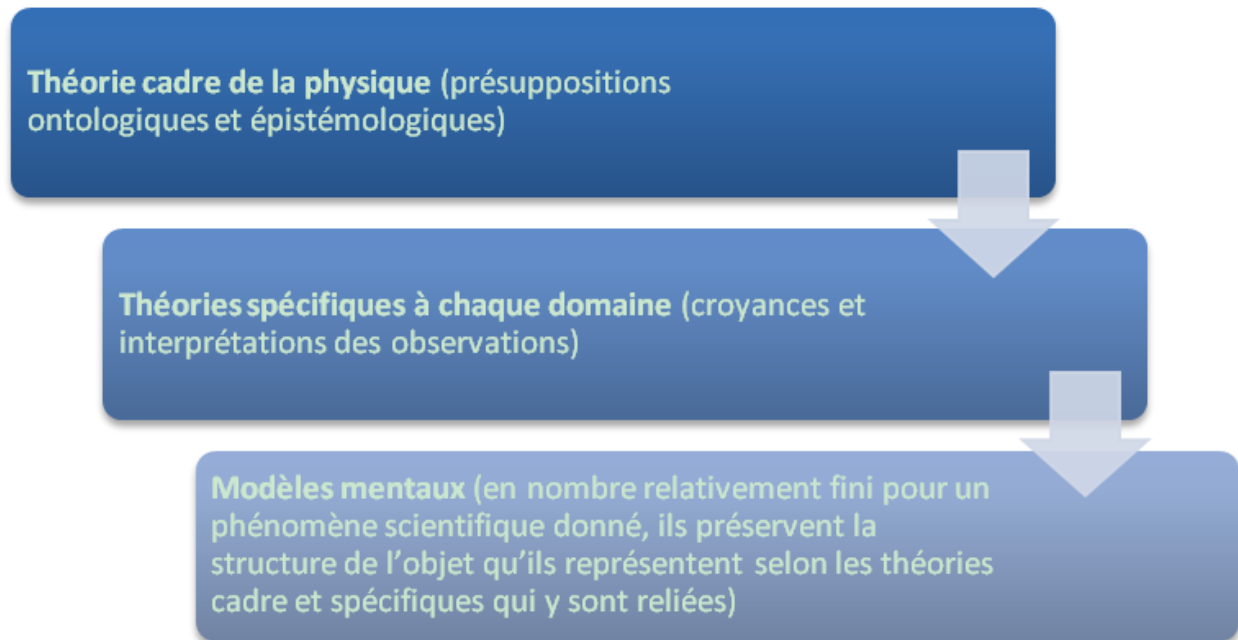 Théorie cadre de la physique (présuppositions
ontologiques et épistémologiques)
Théories spécifiques à chaque domaine (croyances et
interprétations des observations)
Modèles mentaux (en nombre relativement fini pour un
phénomène scientifique donné, ils préservent la
structure de l'objet qu'ils représentent selon les théories
cadre et spécifiques qui y sont reliées)